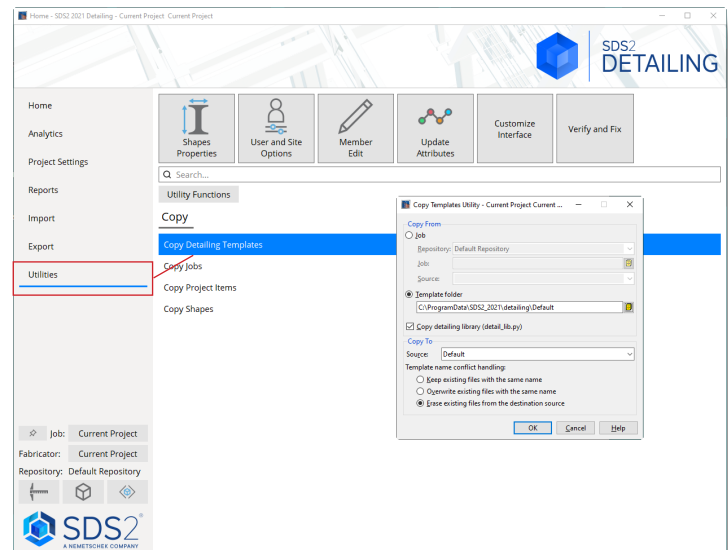 Home - SDS2 2021 Detailing - Current Project Current Project
SDS2
DETAILING
Home
Analytics
Project Settings
Reports
Import
Export
Utilities
Shapes
Properties
User and Site
Options
Member
Edit
Update
Attributes
Customize
Interface
Verify and Fix
Search...
Utility Functions
Copy
Copy Detailing Templates
Copy Jobs
Copy Project Items
Copy Shapes
Copy Templates Utility - Current Project Current ...
Copy From
Job
Repository: Default Repository
Job:
Source:
Template folder
C:\ProgramData\SDS2_2021\detailing\Default
Copy detailing library (detail_lib.py)
Copy To
Source: Default
Template name conflict handling:
Keep existing files with the same name
Overwrite existing files with the same name
Erase existing files from the destination source
OK Cancel Help
Job: Current Project
Fabricator: Current Project
Repository: Default Repository
SDS2®
A NEMETSCHEK COMPANY